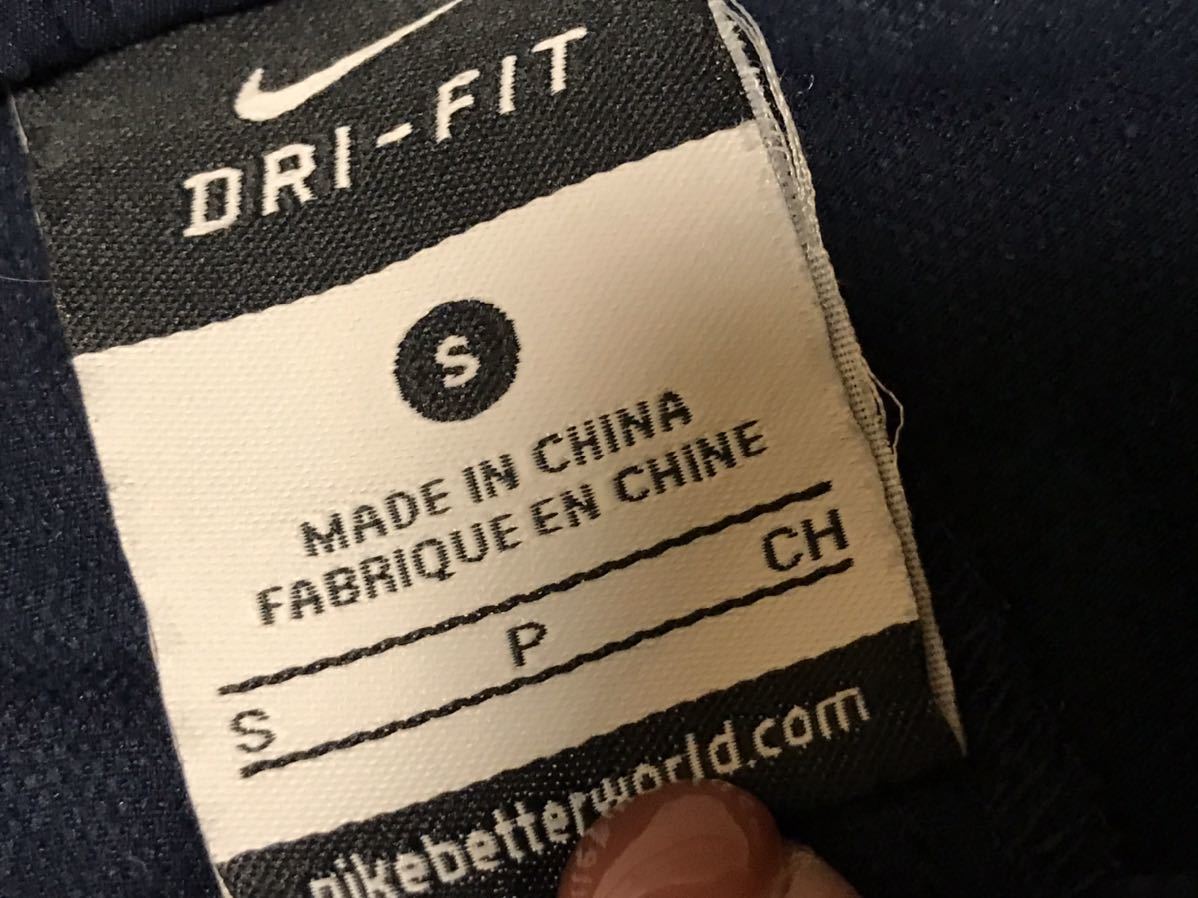 DRI-FIT
S
MADE IN CHINA
FABRIQUE EN CHINE
S P CH
nikebetterworld.com